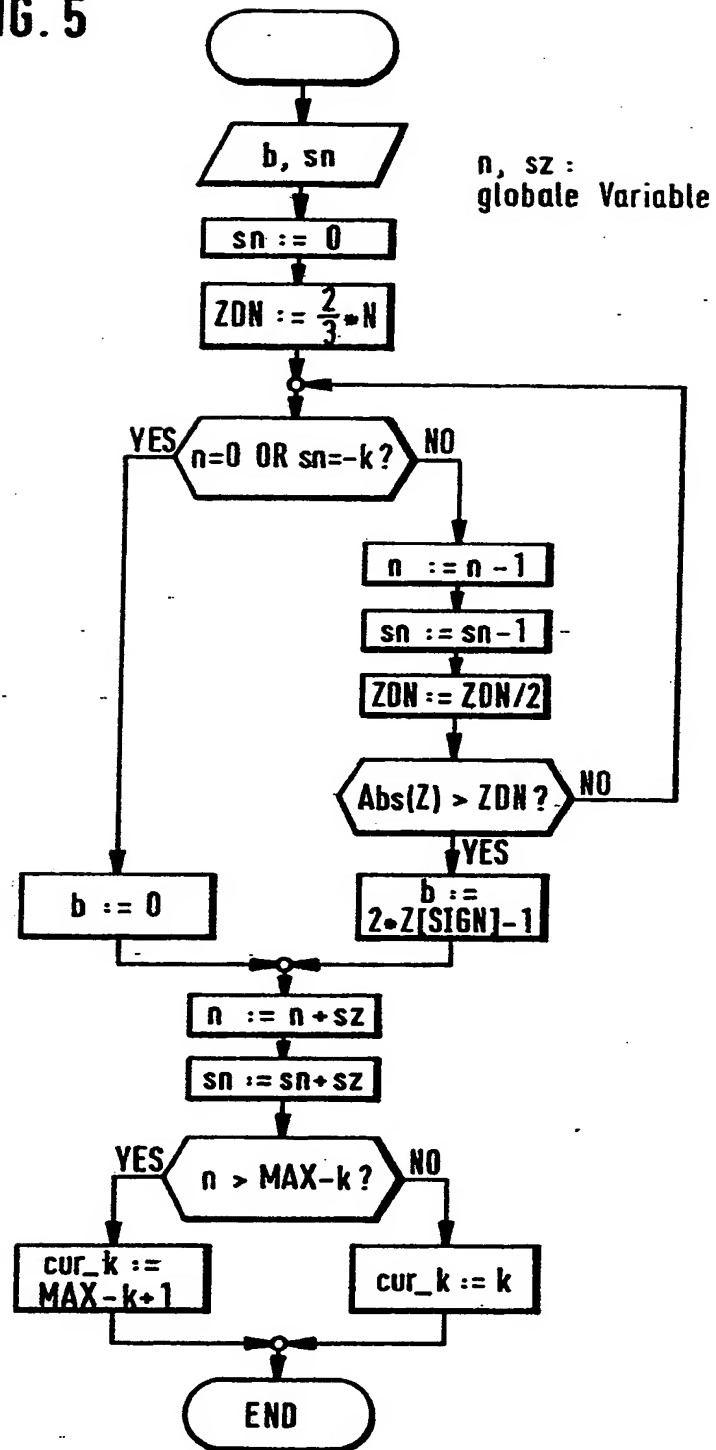 IG. 5
b, sn
n, sz :
globale Variable
sn := 0
ZDN := 2/3*N
YES
n=0 OR sn=-k?
NO
n := n-1
sn := sn-1
ZDN := ZDN/2
Abs(Z) > ZDN?
NO
YES
b := 0
b :=
2*Z[SIGN]-1
n := n+sz
sn := sn+sz
YES
n > MAX-k?
NO
cur_k :=
MAX-k+1
cur_k := k
END